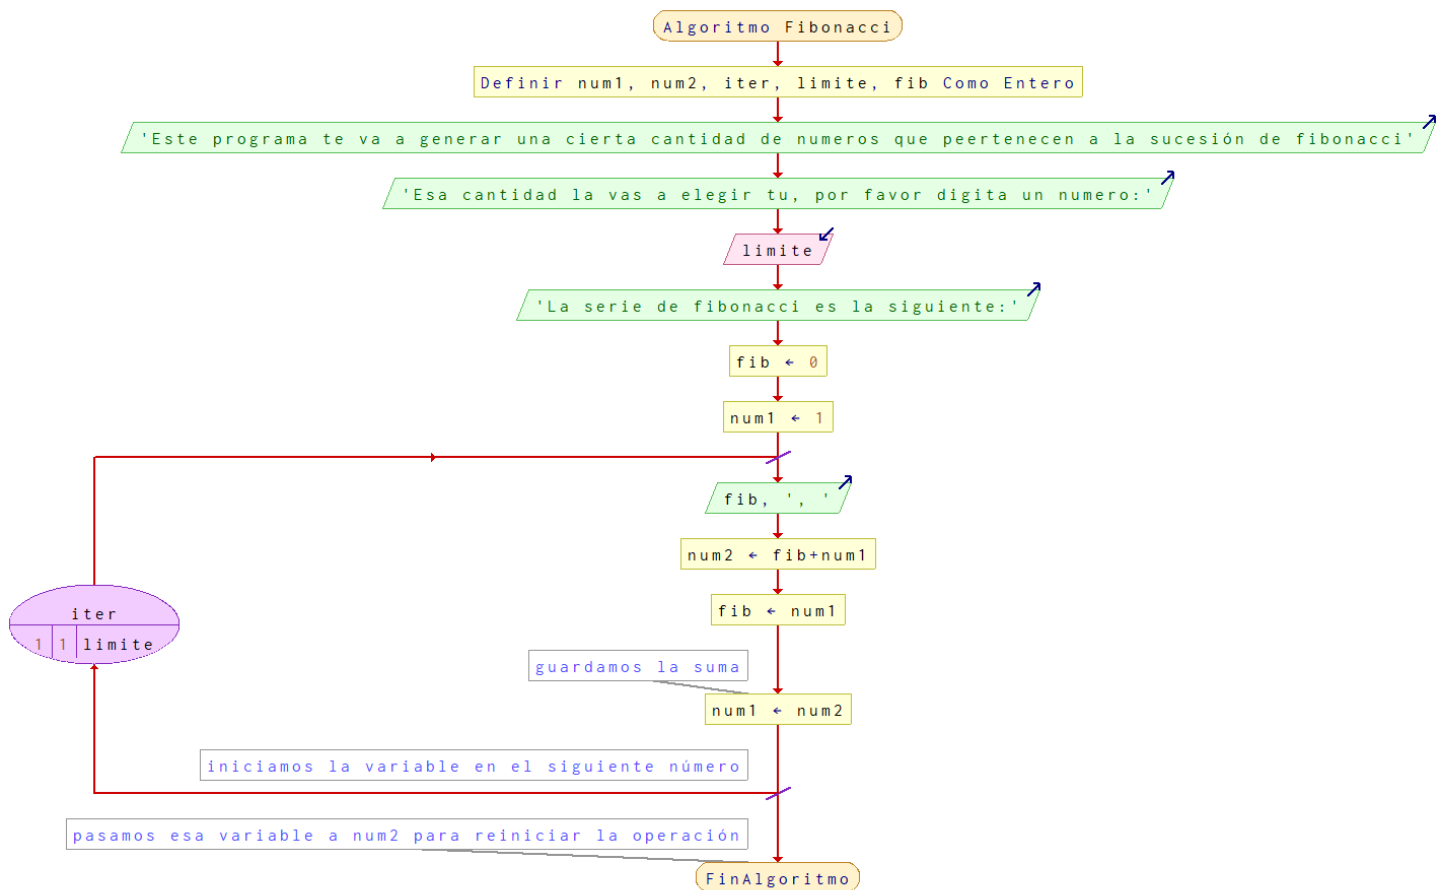 Algoritmo Fibonacci
Definir num1, num2, iter, limite, fib Como Entero
'Este programa te va a generar una cierta cantidad de numeros que peertenecen a la sucesión de fibonacci'
'Esa cantidad la vas a elegir tu, por favor digita un numero:'
limite
'La serie de fibonacci es la siguiente:'
fib ← 0
num1 ← 1
fib, ', '
num2 ← fib+num1
iter
1 1 limite
fib ← num1
guardamos la suma
num1 ← num2
iniciamos la variable en el siguiente número
pasamos esa variable a num2 para reiniciar la operación
FinAlgoritmo